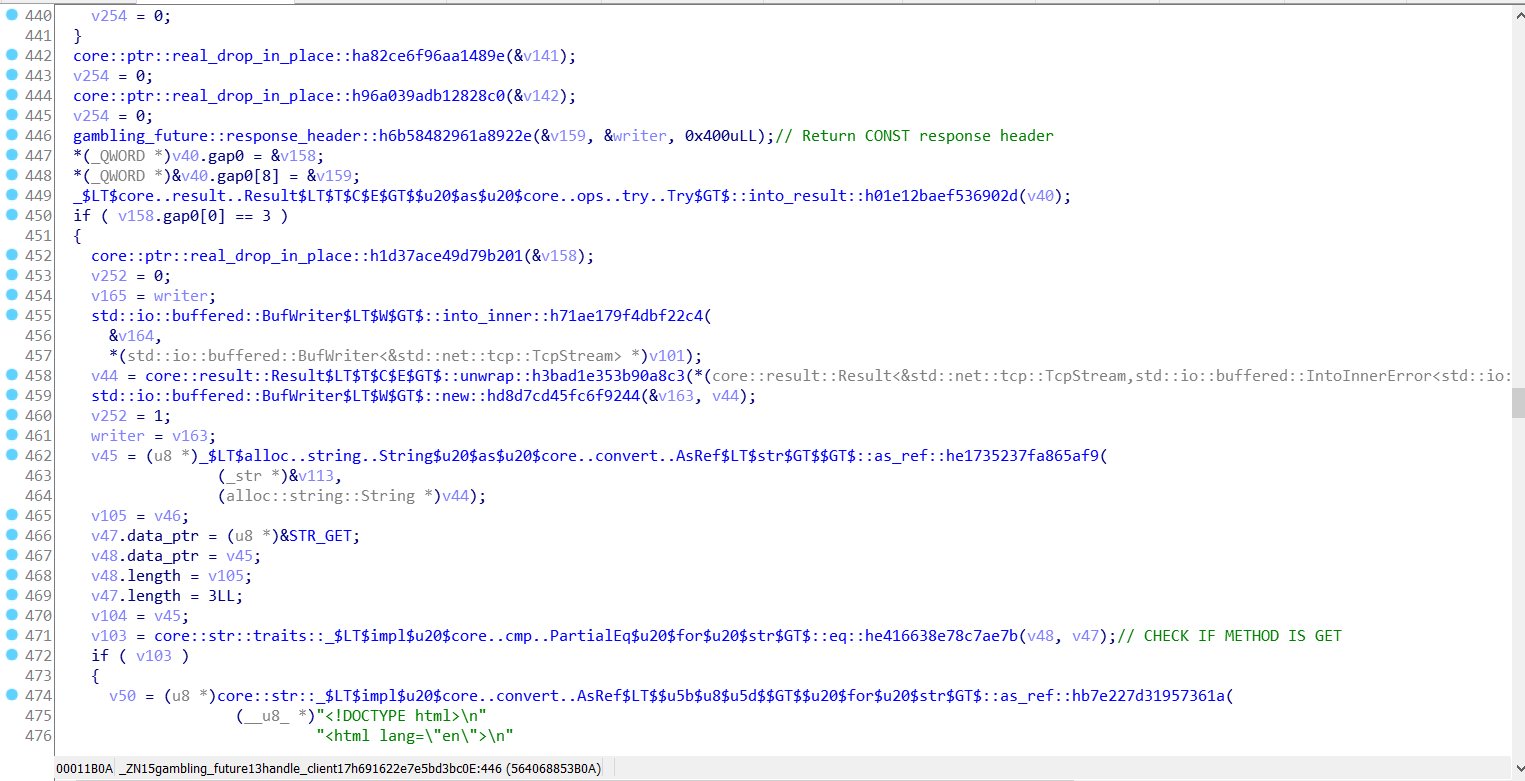 440 v254 = 0;
441 }
442 core::ptr::real_drop_in_place::ha82ce6f96aa1489e(&v141);
443 v254 = 0;
444 core::ptr::real_drop_in_place::h96a039adb12828c0(&v142);
445 v254 = 0;
446 gambling_future::response_header::h6b58482961a8922e(&v159, &writer, 0x400uLL);// Return CONST response header
447 *(_QWORD *)v40.gap0 = &v158;
448 *(_QWORD *)&v40.gap0[8] = &v159;
449 _$LT$core..result..Result$LT$T$C$E$GT$$u20$as$u20$core..ops..try..Try$GT$::into_result::h01e12baef536902d(v40);
450 if ( v158.gap0[0] == 3 )
451 {
452 core::ptr::real_drop_in_place::h1d37ace49d79b201(&v158);
453 v252 = 0;
454 v165 = writer;
455 std::io::buffered::BufWriter$LT$W$GT$::into_inner::h71ae179f4dbf22c4(
456 &v164,
457 *(std::io::buffered::BufWriter<&std::net::tcp::TcpStream> *)v101);
458 v44 = core::result::Result$LT$T$C$E$GT$::unwrap::h3bad1e353b90a8c3(*(core::result::Result<&std::net::tcp::TcpStream,std::io::buffered::IntoInnerError<std::io:
459 std::io::buffered::BufWriter$LT$W$GT$::new::hd8d7cd45fc6f9244(&v163, v44);
460 v252 = 1;
461 writer = v163;
462 v45 = (u8 *)_$LT$alloc..string..String$u20$as$u20$core..convert..AsRef$LT$str$GT$$GT$::as_ref::he1735237fa865af9(
463 (_str *)&v113,
464 (alloc::string::String *)v44);
465 v105 = v46;
466 v47.data_ptr = (u8 *)&STR_GET;
467 v48.data_ptr = v45;
468 v48.length = v105;
469 v47.length = 3LL;
470 v104 = v45;
471 v103 = core::str::traits::_$LT$impl$u20$core..cmp..PartialEq$u20$for$u20$str$GT$::eq::he416638e78c7ae7b(v48, v47);// CHECK IF METHOD IS GET
472 if ( v103 )
473 {
474 v50 = (u8 *)core::str::_$LT$impl$u20$core..convert..AsRef$LT$$u5b$u8$u5d$$GT$$u20$for$u20$str$GT$::as_ref::hb7e227d31957361a(
475 (__u8_ *)"<!DOCTYPE html>\n"
476 "<html lang=\"en\">\n"
00011B0A _ZN15gambling_future13handle_client17h691622e7e5bd3bc0E:446 (564068853B0A)